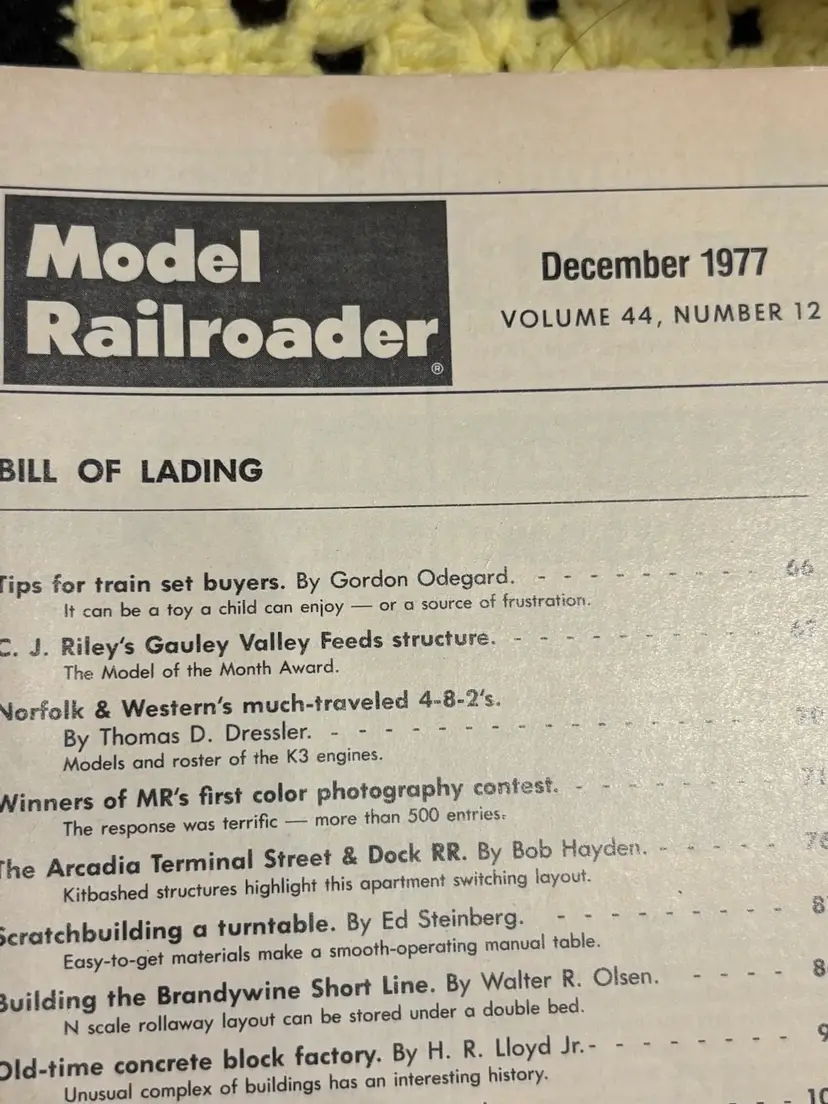 Model
Railroader
®
December 1977
VOLUME 44, NUMBER 12
BILL OF LADING
Tips for train set buyers. By Gordon Odegard. - - - - - - - - - 66
It can be a toy a child can enjoy — or a source of frustration.
C. J. Riley's Gauley Valley Feeds structure. - - - - - - - - - - 67
The Model of the Month Award.
Norfolk & Western's much-traveled 4-8-2's.
By Thomas D. Dressler. - - - - - - - - - - - - - - - - -
Models and roster of the K3 engines.
Winners of MR's first color photography contest. - - - - - - - -
The response was terrific — more than 500 entries.
The Arcadia Terminal Street & Dock RR. By Bob Hayden. - - - - -
Kitbashed structures highlight this apartment switching layout.
Scratchbuilding a turntable. By Ed Steinberg. - - - - - - - - -
Easy-to-get materials make a smooth-operating manual table.
Building the Brandywine Short Line. By Walter R. Olsen. - - - -
N scale rollaway layout can be stored under a double bed.
Old-time concrete block factory. By H. R. Lloyd Jr.- - - - - - - -
Unusual complex of buildings has an interesting history.